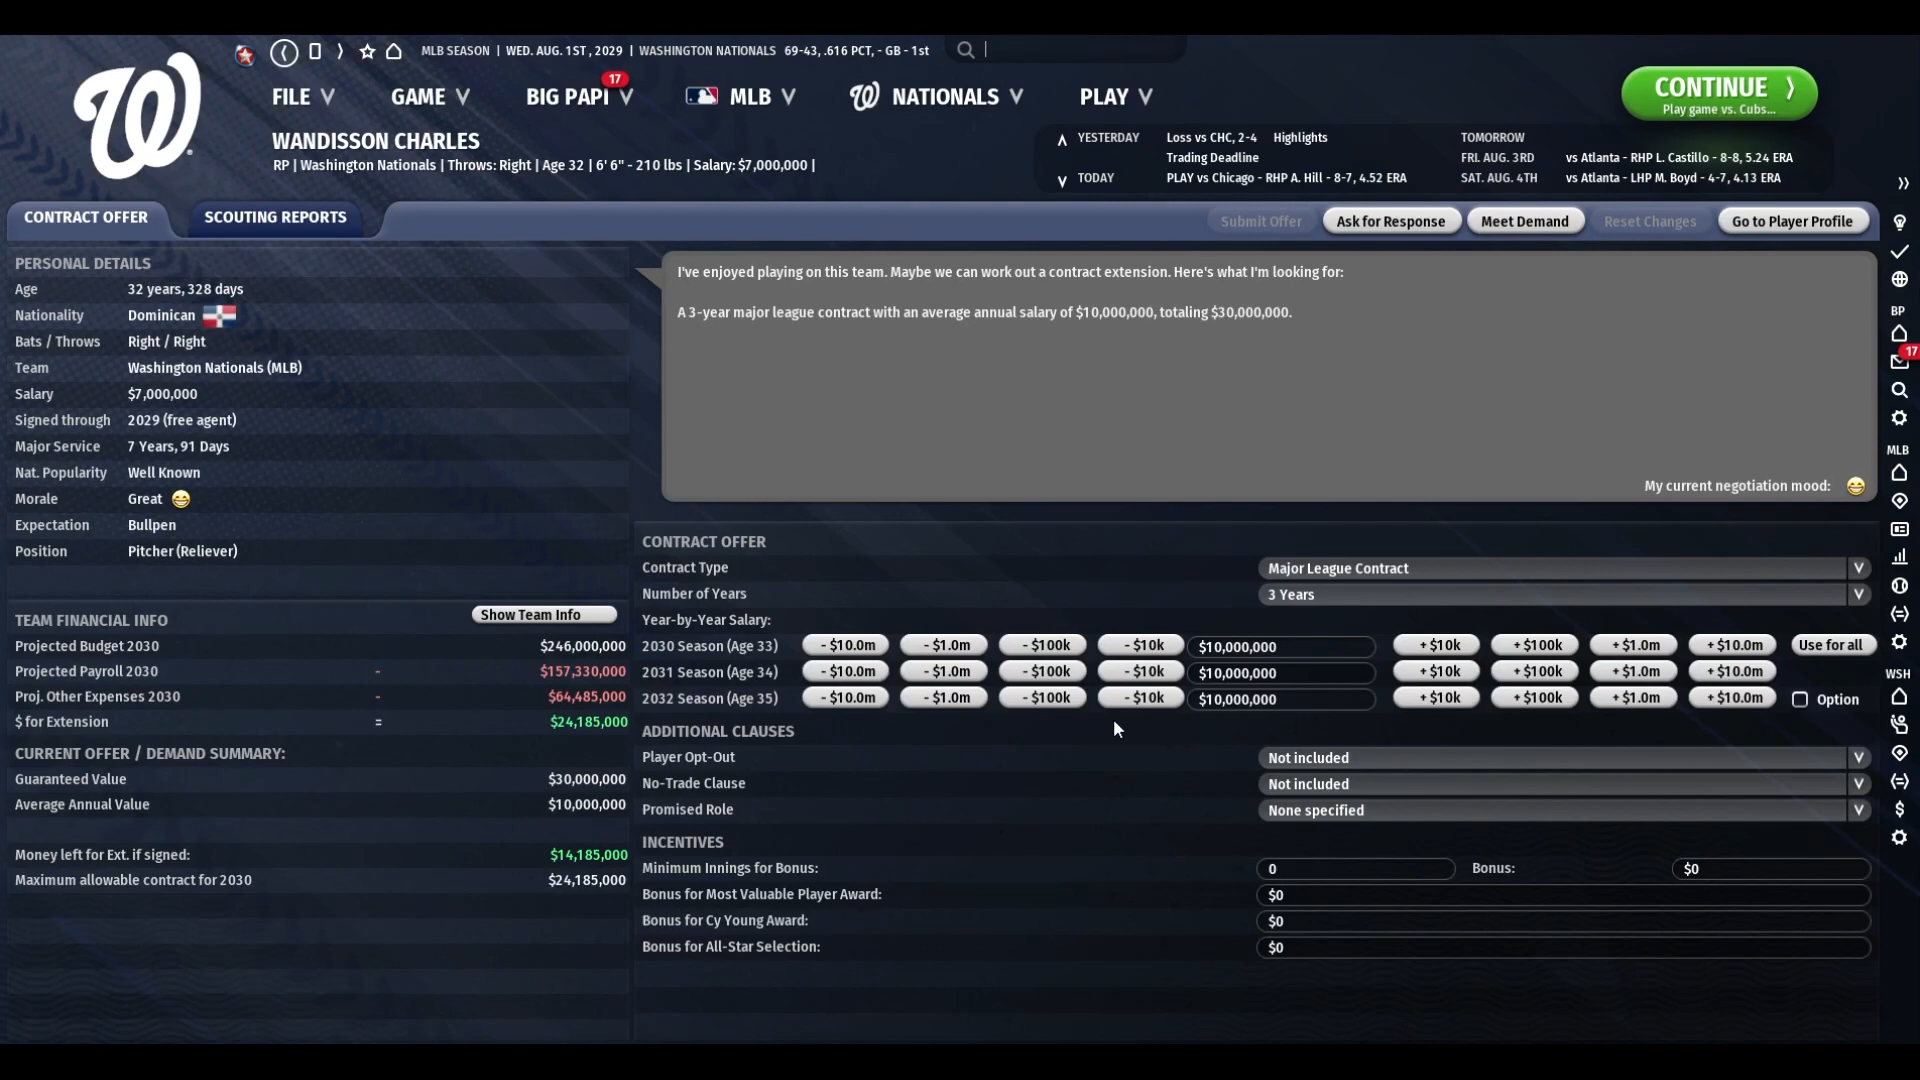 MLB SEASON | WED. AUG. 1ST , 2029 | WASHINGTON NATIONALS 69-43, .616 PCT, - GB - 1st
FILE GAME BIG PAPI 17 MLB NATIONALS PLAY
CONTINUE
Play game vs. Cubs...
WANDISSON CHARLES
RP | Washington Nationals | Throws: Right | Age 32 | 6' 6" - 210 lbs | Salary: $7,000,000 |
YESTERDAY Loss vs CHC, 2-4 Highlights TOMORROW
Trading Deadline FRI. AUG. 3RD vs Atlanta - RHP L. Castillo - 8-8, 5.24 ERA
TODAY PLAY vs Chicago - RHP A. Hill - 8-7, 4.52 ERA SAT. AUG. 4TH vs Atlanta - LHP M. Boyd - 4-7, 4.13 ERA
CONTRACT OFFER SCOUTING REPORTS
Submit Offer Ask for Response Meet Demand Reset Changes Go to Player Profile
PERSONAL DETAILS
Age 32 years, 328 days
Nationality Dominican
Bats / Throws Right / Right
Team Washington Nationals (MLB)
Salary $7,000,000
Signed through 2029 (free agent)
Major Service 7 Years, 91 Days
Nat. Popularity Well Known
Morale Great
Expectation Bullpen
Position Pitcher (Reliever)
I've enjoyed playing on this team. Maybe we can work out a contract extension. Here's what I'm looking for:
A 3-year major league contract with an average annual salary of $10,000,000, totaling $30,000,000.
My current negotiation mood:
TEAM FINANCIAL INFO Show Team Info
Projected Budget 2030 $246,000,000
Projected Payroll 2030 - $157,330,000
Proj. Other Expenses 2030 - $64,485,000
$ for Extension = $24,185,000
CURRENT OFFER / DEMAND SUMMARY:
Guaranteed Value $30,000,000
Average Annual Value $10,000,000
Money left for Ext. if signed: $14,185,000
Maximum allowable contract for 2030 $24,185,000
CONTRACT OFFER
Contract Type Major League Contract
Number of Years 3 Years
Year-by-Year Salary:
2030 Season (Age 33) - $10.0m - $1.0m - $100k - $10k $10,000,000 + $10k + $100k + $1.0m + $10.0m Use for all
2031 Season (Age 34) - $10.0m - $1.0m - $100k - $10k $10,000,000 + $10k + $100k + $1.0m + $10.0m
2032 Season (Age 35) - $10.0m - $1.0m - $100k - $10k $10,000,000 + $10k + $100k + $1.0m + $10.0m Option
ADDITIONAL CLAUSES
Player Opt-Out Not included
No-Trade Clause Not included
Promised Role None specified
INCENTIVES
Minimum Innings for Bonus: 0 Bonus: $0
Bonus for Most Valuable Player Award: $0
Bonus for Cy Young Award: $0
Bonus for All-Star Selection: $0
BP
17
MLB
WSH